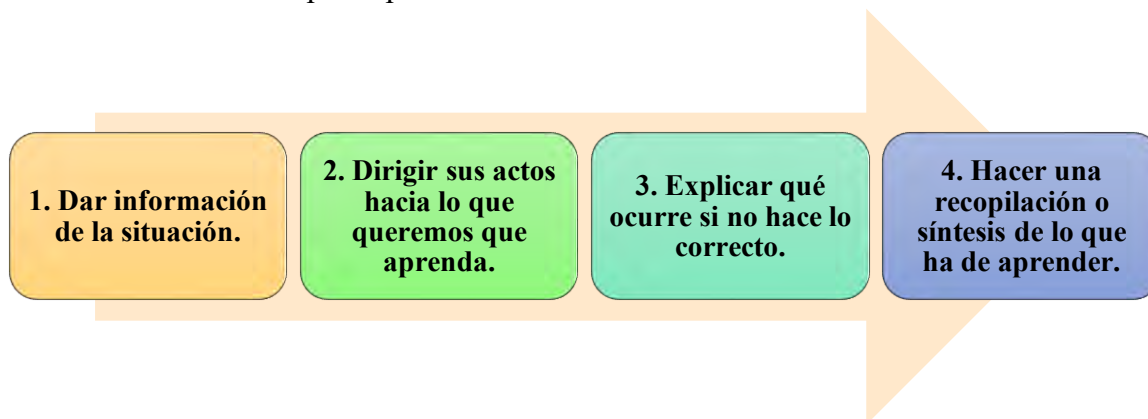 1. Dar información
de la situación.
2. Dirigir sus actos
hacia lo que
queremos que
aprenda.
3. Explicar qué
ocurre si no hace lo
correcto.
4. Hacer una
recopilación o
síntesis de lo que
ha de aprender.